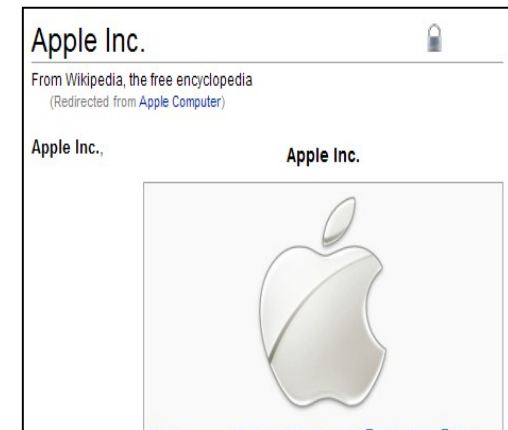 Apple Inc.
From Wikipedia, the free encyclopedia
(Redirected from Apple Computer)
Apple Inc.,
Apple Inc.